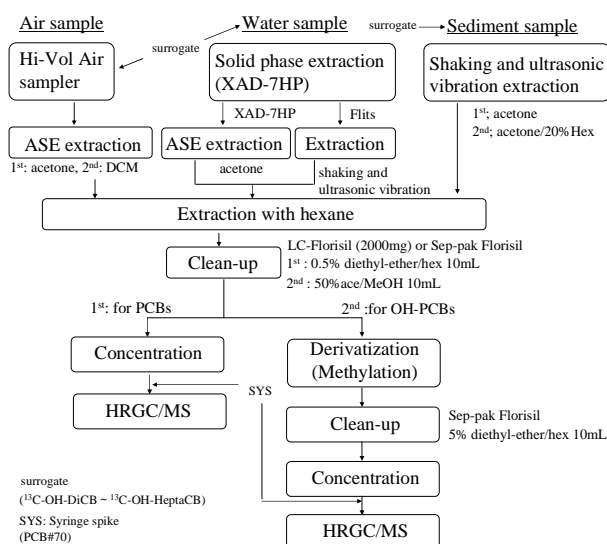 Air sample
Water sample
Sediment sample
surrogate
surrogate
Hi-Vol Air
sampler
Solid phase extraction
(XAD-7HP)
Shaking and ultrasonic
vibration extraction
XAD-7HP
Flits
1st; acetone
2nd; acetone/20%Hex
ASE extraction
ASE extraction
Extraction
1st: acetone, 2nd: DCM
acetone
shaking and
ultrasonic vibration
Extraction with hexane
Clean-up
LC-Florisil (2000mg) or Sep-pak Florisil
1st : 0.5% diethyl-ether/hex 10mL
2nd : 50%ace/MeOH 10mL
1st: for PCBs
2nd :for OH-PCBs
Concentration
Derivatization
(Methylation)
SYS
HRGC/MS
Clean-up
Sep-pak Florisil
5% diethyl-ether/hex 10mL
Concentration
HRGC/MS
surrogate
(13C-OH-DiCB ~ 13C-OH-HeptaCB)
SYS: Syringe spike
(PCB#70)